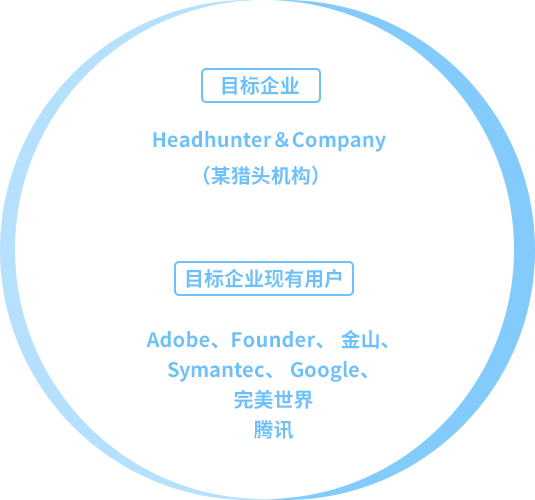 目标企业
Headhunter＆Company
（某猎头机构）
目标企业现有用户
Adobe、Founder、 金山、
Symantec、 Google、
完美世界
腾讯